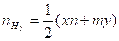 n_{H_2} = \frac{1}{2}(xn + my)